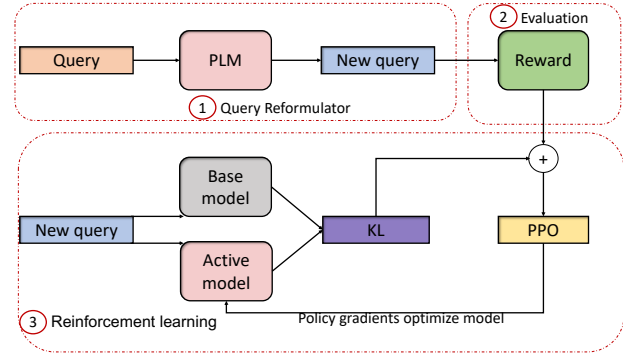 2 Evaluation
Query
PLM
New query
Reward
1 Query Reformulator
Base
model
+
New query
KL
PPO
Active
model
3 Reinforcement learning
Policy gradients optimize model